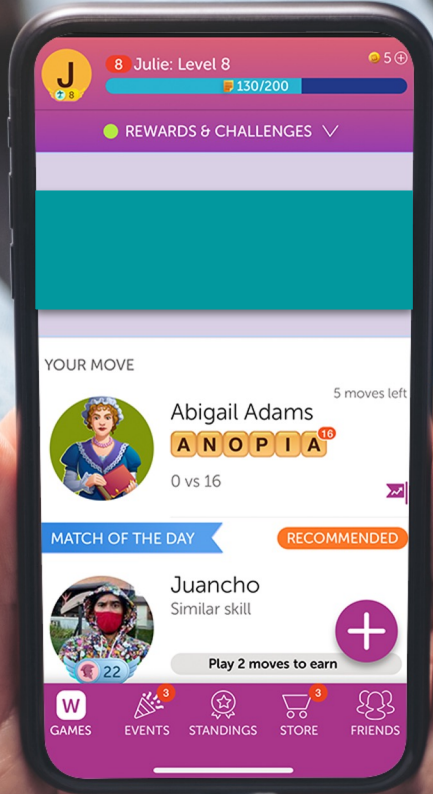 J
8
8 Julie: Level 8
5
130/200
REWARDS & CHALLENGES
YOUR MOVE
5 moves left
Abigail Adams
ANOPIA 16
0 vs 16
MATCH OF THE DAY
RECOMMENDED
Juancho
Similar skill
22
Play 2 moves to earn
W
3
3
GAMES
EVENTS
STANDINGS
STORE
FRIENDS